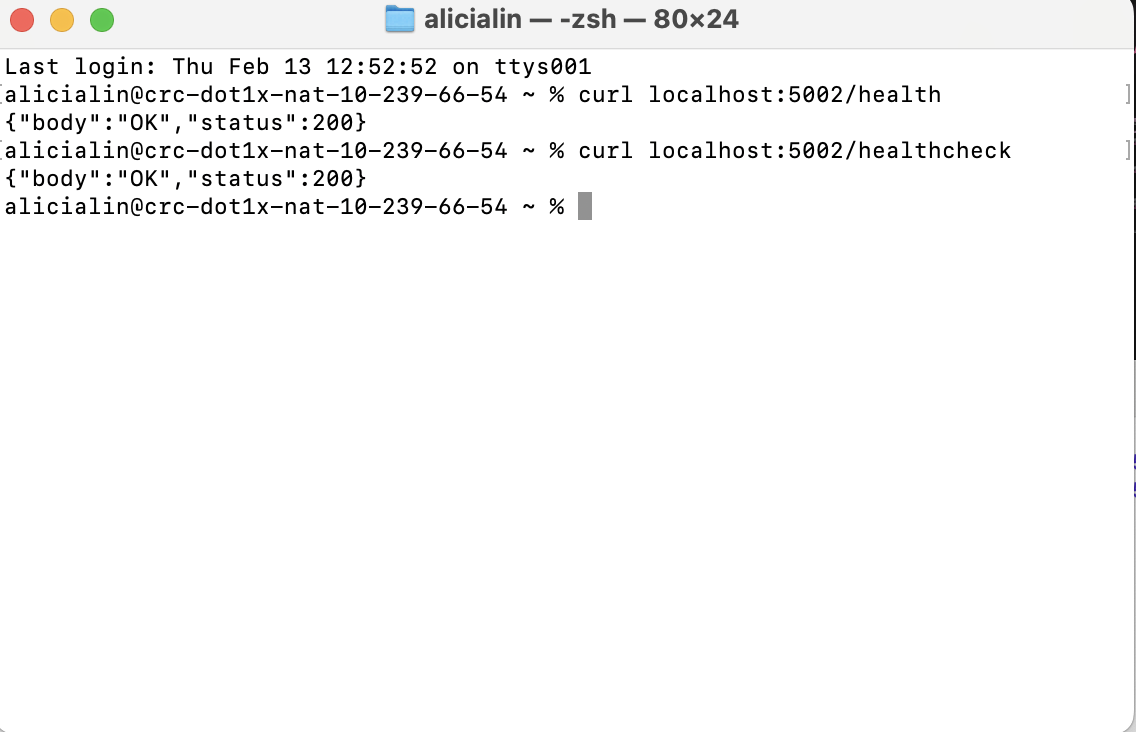 alicialin — -zsh — 80×24
Last login: Thu Feb 13 12:52:52 on ttys001
[alicialin@crc-dot1x-nat-10-239-66-54 ~ % curl localhost:5002/health ]
{"body":"OK","status":200}
[alicialin@crc-dot1x-nat-10-239-66-54 ~ % curl localhost:5002/healthcheck ]
{"body":"OK","status":200}
alicialin@crc-dot1x-nat-10-239-66-54 ~ %